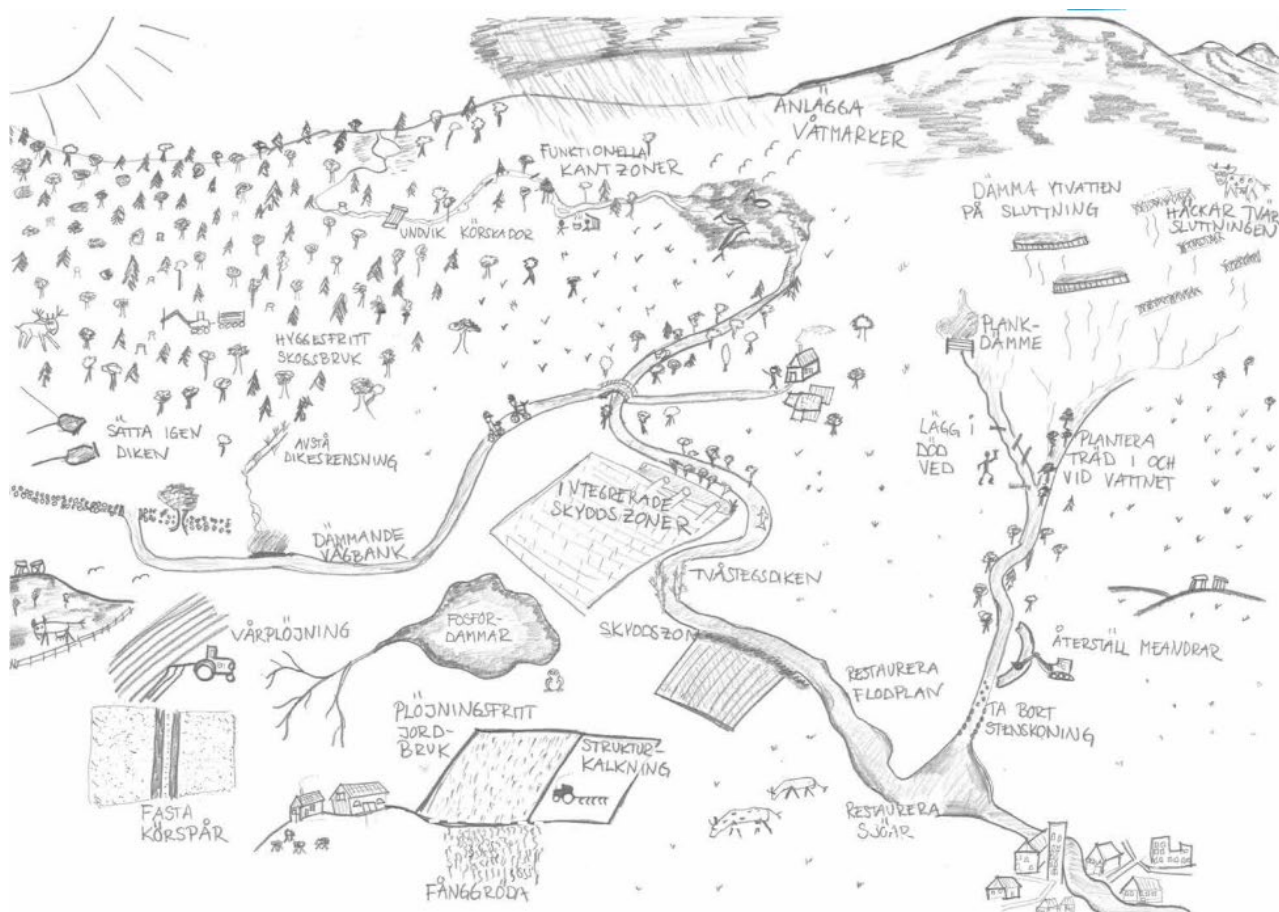 ANLÄGGA
VÅTMARKER
FUNKTIONELLA
KANTZONER
UNDVIK KÖRSKADOR
DÄMMA YTVATTEN
PÅ SLUTTNING
HÄCKAR TVÄR
SLUTTNINGEN
HYGGESFRITT
SKOGSBRUK
PLANK-
DÄMME
SÄTTA IGEN
DIKEN
AVSTÅ
DIKESRENSNING
LÄGG I
DÖD
VED
PLANTERA
TRÄD I OCH
VID VATTNET
INTEGRERADE
SKYDDSZONER
DÄMMANDE
VÄGBANK
TVÅSTEGSDIKEN
VÅRPLÖJNING
FOSFOR-
DAMMAR
SKYDDSZON
ÅTERSTÄLL MEANDRAR
RESTAURERA
FLODPLAN
TA BORT
STENSKONING
PLÖJNINGSFRITT
JORD-
BRUK
STRUKTUR-
KALKNING
FASTA
KÖRSPÅR
RESTAURERA
SJÖAR
FÅNGGRÖDA